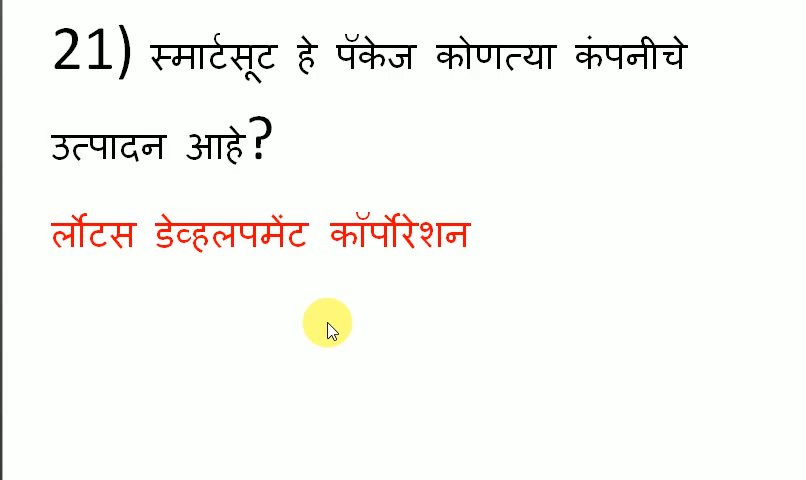 21) स्मार्टसूट हे पॅकेज कोणत्या कंपनीचे
उत्पादन आहे?
र्लोटस डेव्हलपमेंट कॉर्पोरेशन